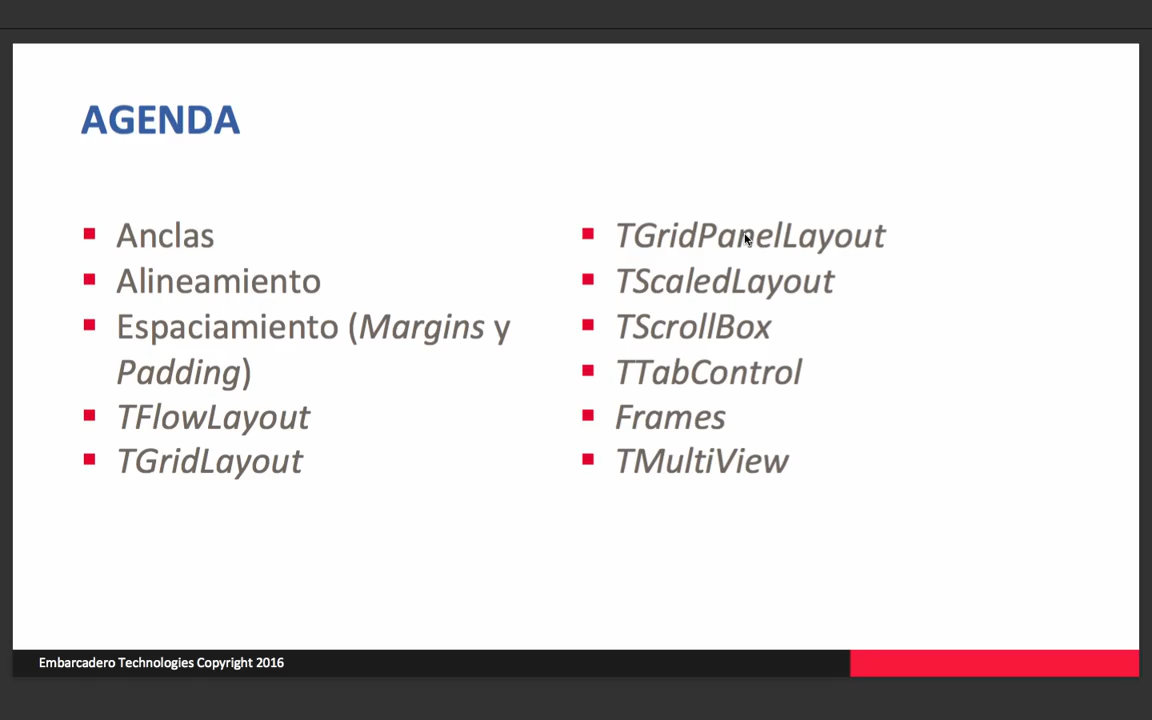 AGENDA
Anclas
Alineamiento
Espaciamiento (Margins y
Padding)
TFlowLayout
TGridLayout
TGridPanelLayout
TScaledLayout
TScrollBox
TTabControl
Frames
TMultiView
Embarcadero Technologies Copyright 2016